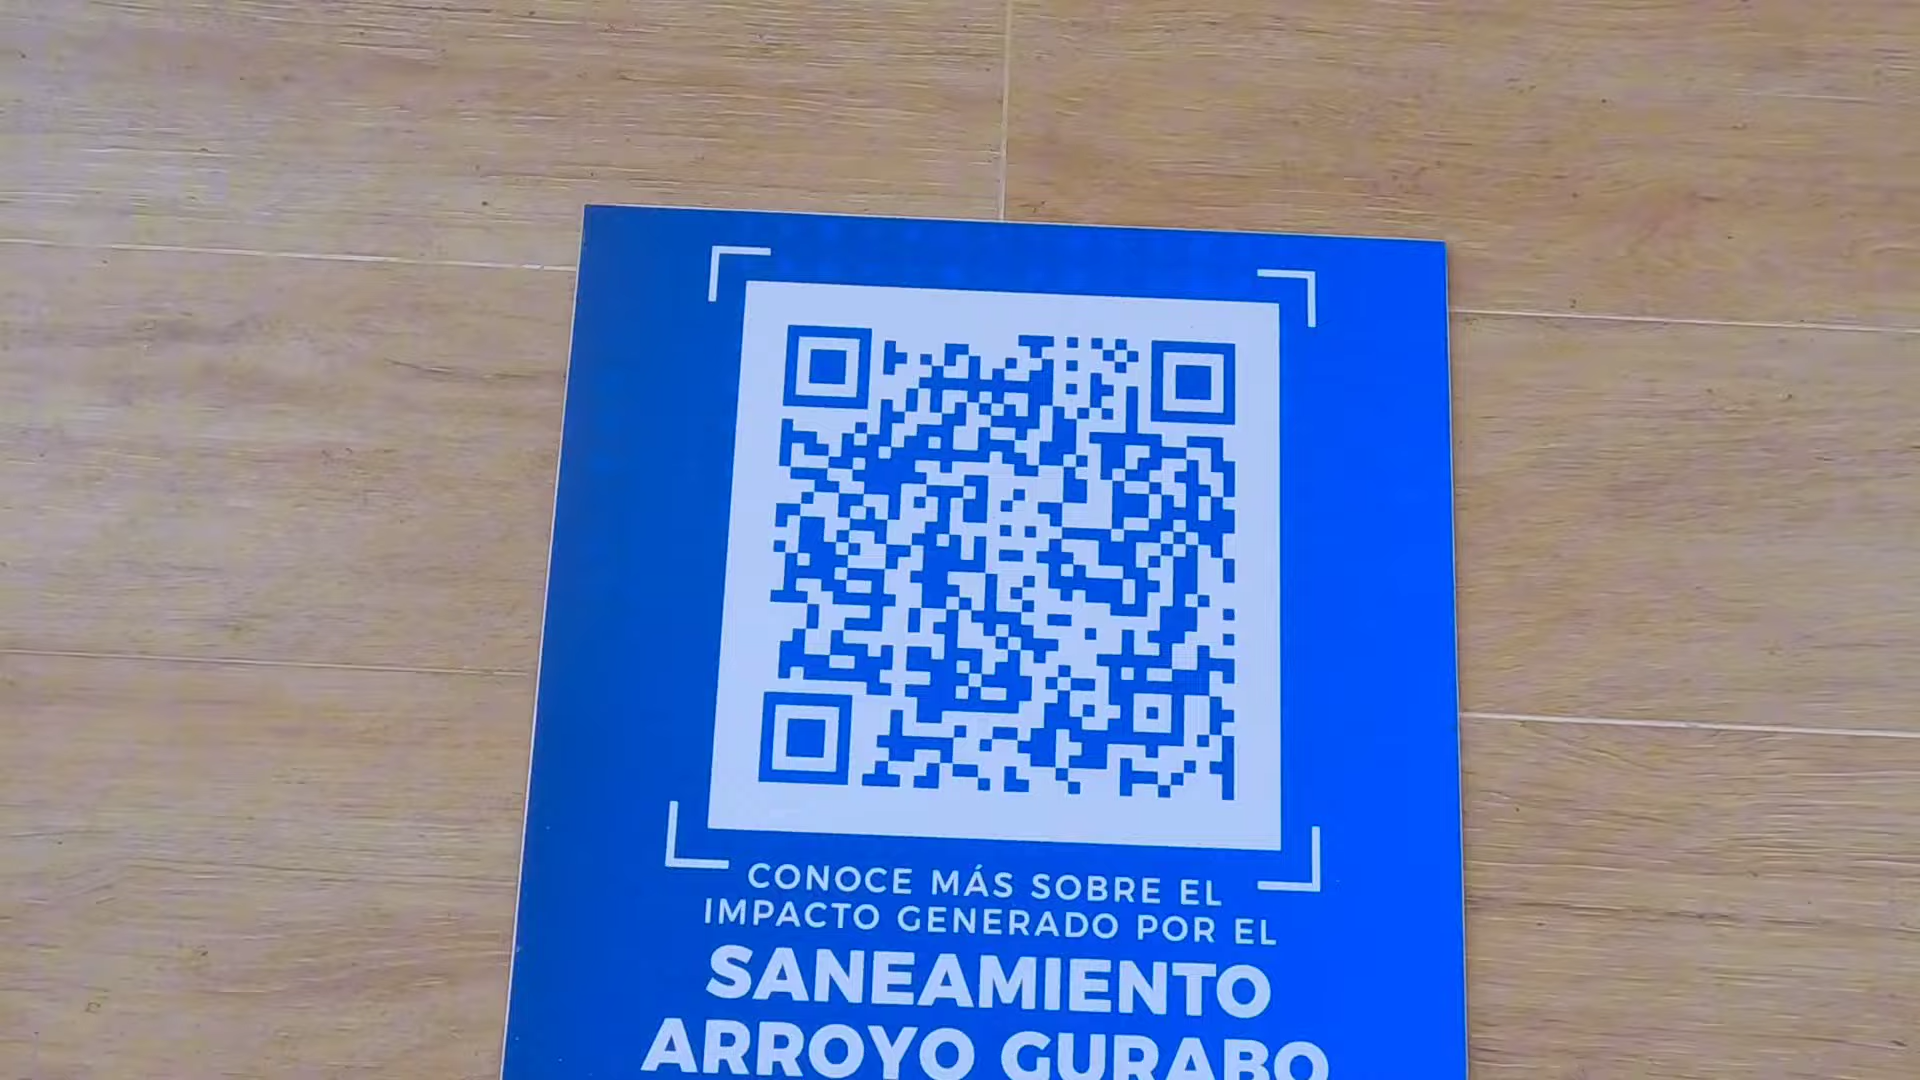 CONOCE MÁS SOBRE EL
IMPACTO GENERADO POR EL
SANEAMIENTO
ARROYO GURABO